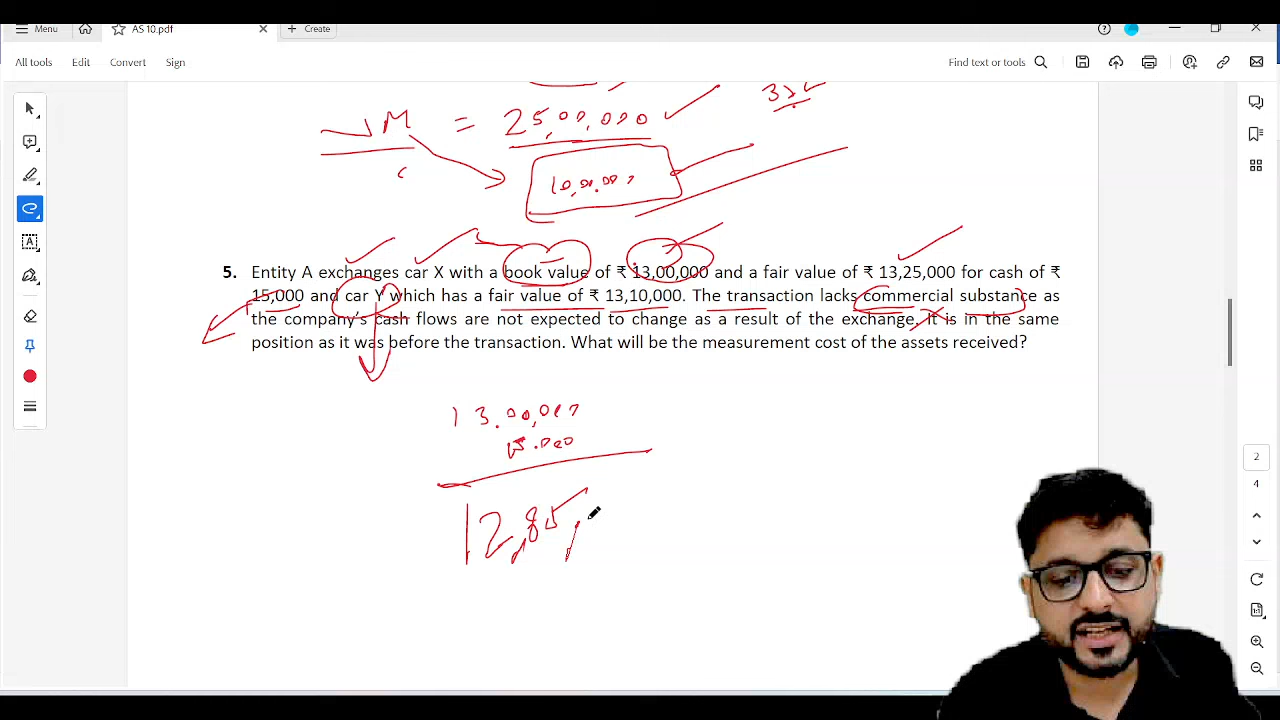 Menu
AS 10.pdf
Create
All tools Edit Convert Sign
Find text or tools
M = 25,00,000
10,00,000
5. Entity A exchanges car X with a book value of ₹ 13,00,000 and a fair value of ₹ 13,25,000 for cash of ₹
15,000 and car Y which has a fair value of ₹ 13,10,000. The transaction lacks commercial substance as
the company's cash flows are not expected to change as a result of the exchange. It is in the same
position as it was before the transaction. What will be the measurement cost of the assets received?
13,00,000
15,000
12,85,
2
4